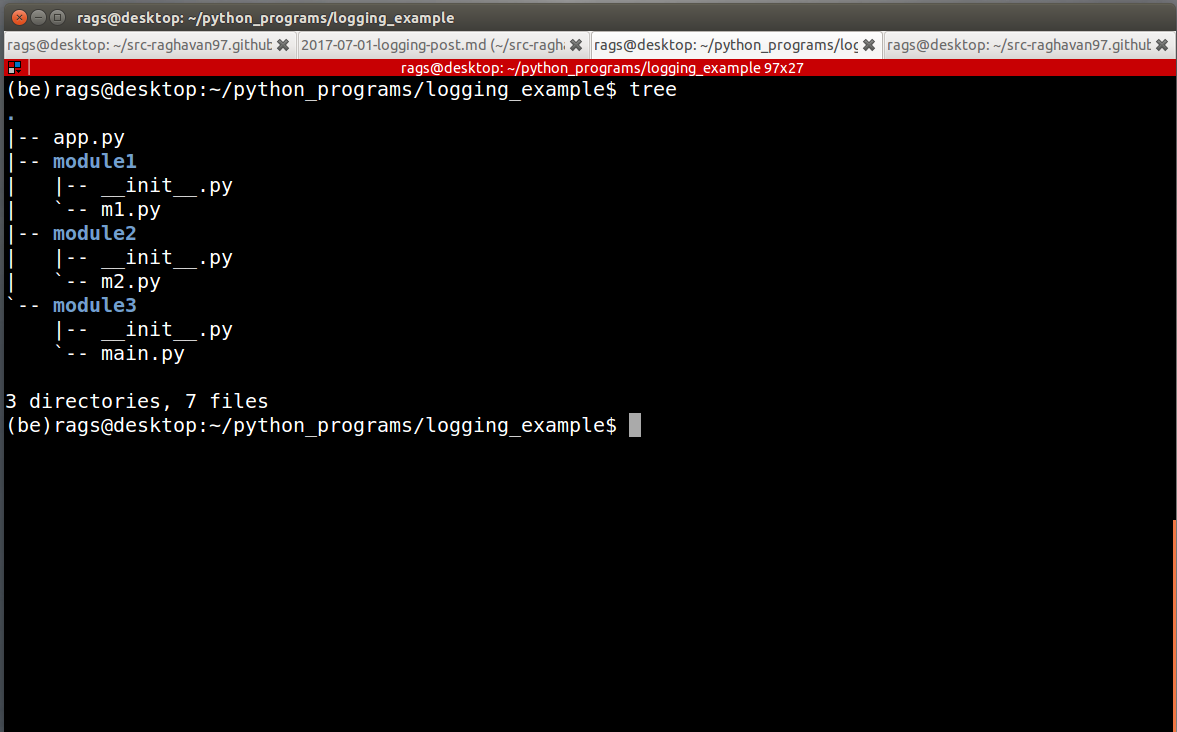 rags@desktop: ~/python_programs/logging_example
rags@desktop: ~/src-raghavan97.github 2017-07-01-logging-post.md (~/src-ragh. rags@desktop: ~/python_programs/log rags@desktop: ~/src-raghavan97.github
rags@desktop: ~/python_programs/logging_example 97x27
(be)rags@desktop:~/python_programs/logging_example$ tree
.
|-- app.py
|-- module1
|   |-- __init__.py
|   `-- m1.py
|-- module2
|   |-- __init__.py
|   `-- m2.py
`-- module3
    |-- __init__.py
    `-- main.py
3 directories, 7 files
(be)rags@desktop:~/python_programs/logging_example$